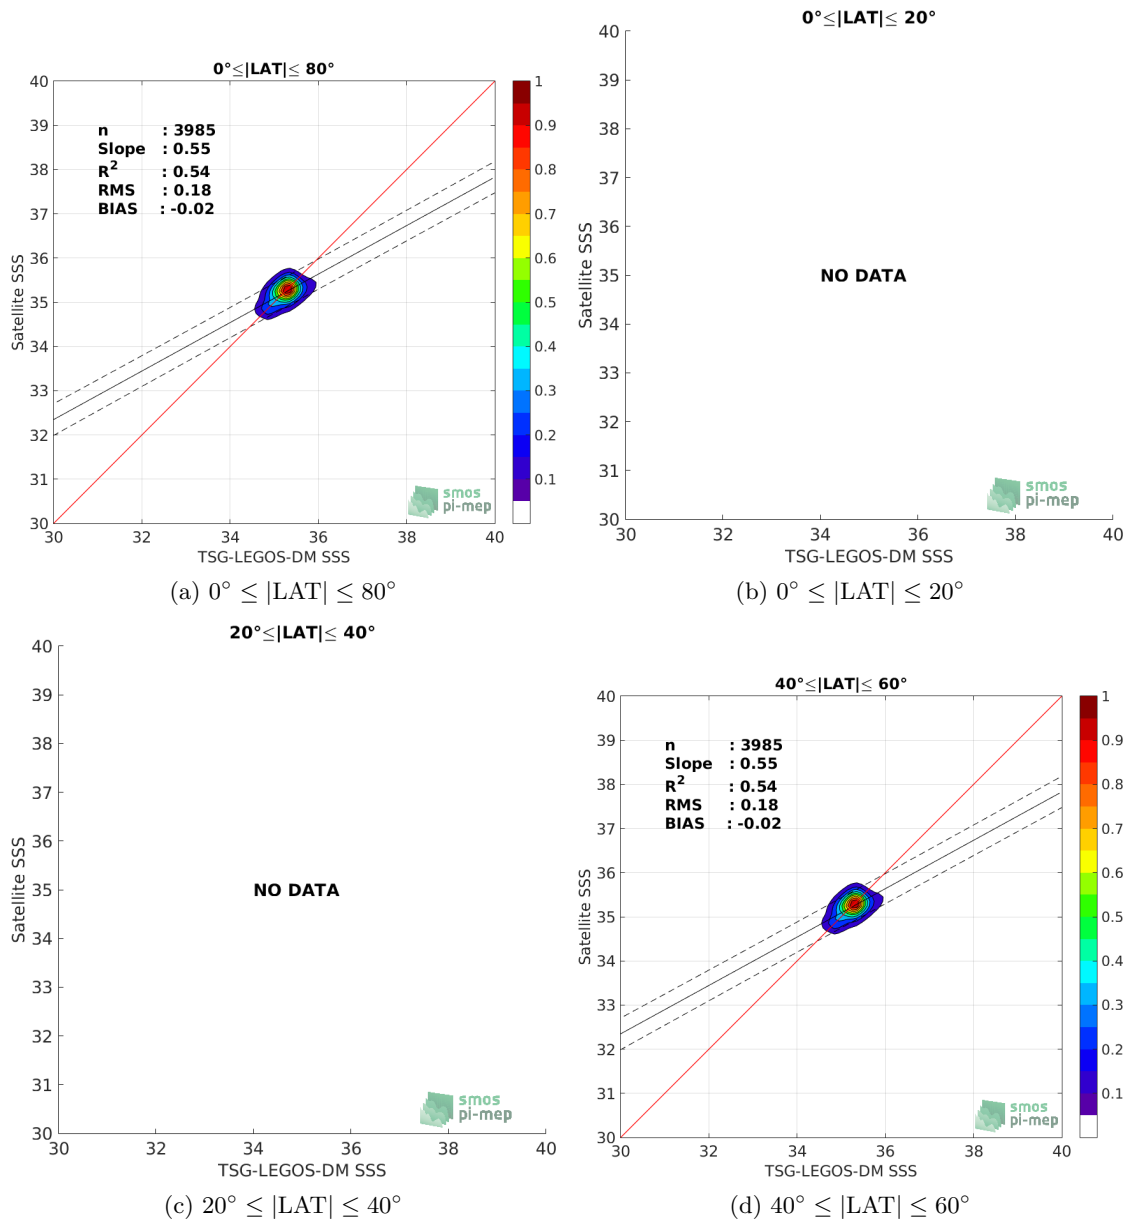 0°≤|LAT|≤ 80°
40
39
38
37
36
35
34
33
32
31
30
30
32
34
36
38
40
Satellite SSS
TSG-LEGOS-DM SSS
n : 3985
Slope : 0.55
R² : 0.54
RMS : 0.18
BIAS : -0.02
1
0.9
0.8
0.7
0.6
0.5
0.4
0.3
0.2
0.1
smos
pi-mep
(a) 0° ≤ |LAT| ≤ 80°
0°≤|LAT|≤ 20°
40
39
38
37
36
35
34
33
32
31
30
30
32
34
36
38
40
Satellite SSS
TSG-LEGOS-DM SSS
NO DATA
smos
pi-mep
(b) 0° ≤ |LAT| ≤ 20°
20°≤|LAT|≤ 40°
40
39
38
37
36
35
34
33
32
31
30
30
32
34
36
38
40
Satellite SSS
TSG-LEGOS-DM SSS
NO DATA
smos
pi-mep
(c) 20° ≤ |LAT| ≤ 40°
40°≤|LAT|≤ 60°
40
39
38
37
36
35
34
33
32
31
30
30
32
34
36
38
40
Satellite SSS
TSG-LEGOS-DM SSS
n : 3985
Slope : 0.55
R² : 0.54
RMS : 0.18
BIAS : -0.02
1
0.9
0.8
0.7
0.6
0.5
0.4
0.3
0.2
0.1
smos
pi-mep
(d) 40° ≤ |LAT| ≤ 60°